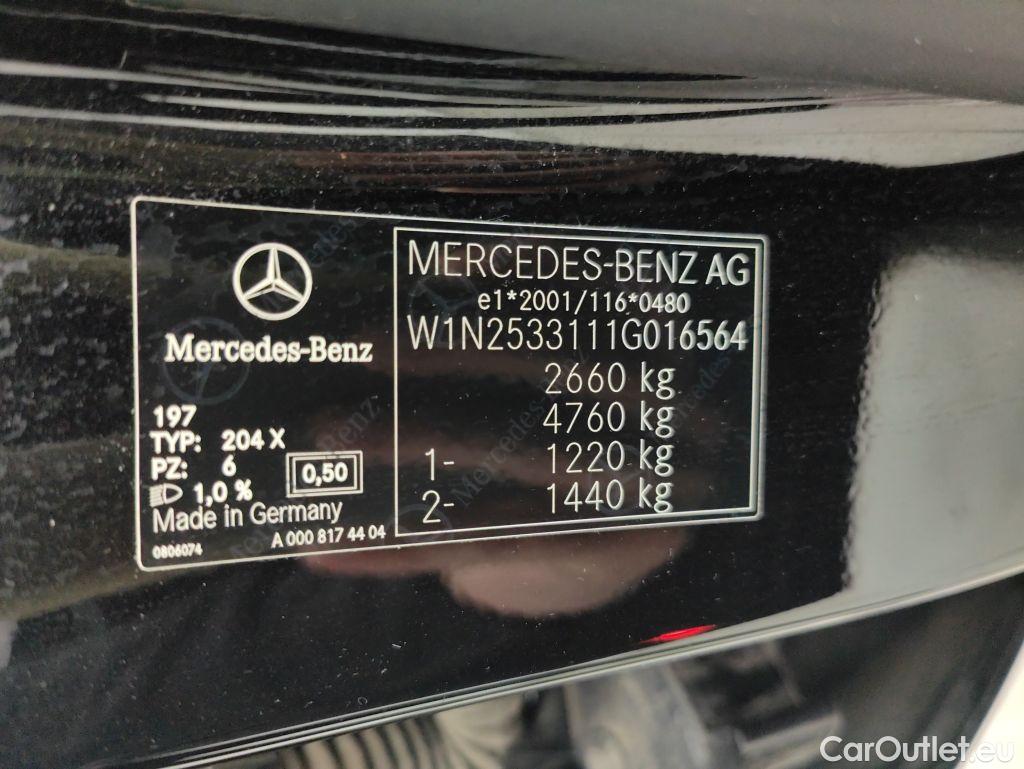 Mercedes-Benz
197
TYP: 204 X
PZ: 6
0,50
1,0 %
Made in Germany
0806074
A 000 817 44 04
MERCEDES-BENZ AG
e1*2001/116*0480
W1N2533111G016564
2660 kg
4760 kg
1- 1220 kg
2- 1440 kg
CarOutlet.eu